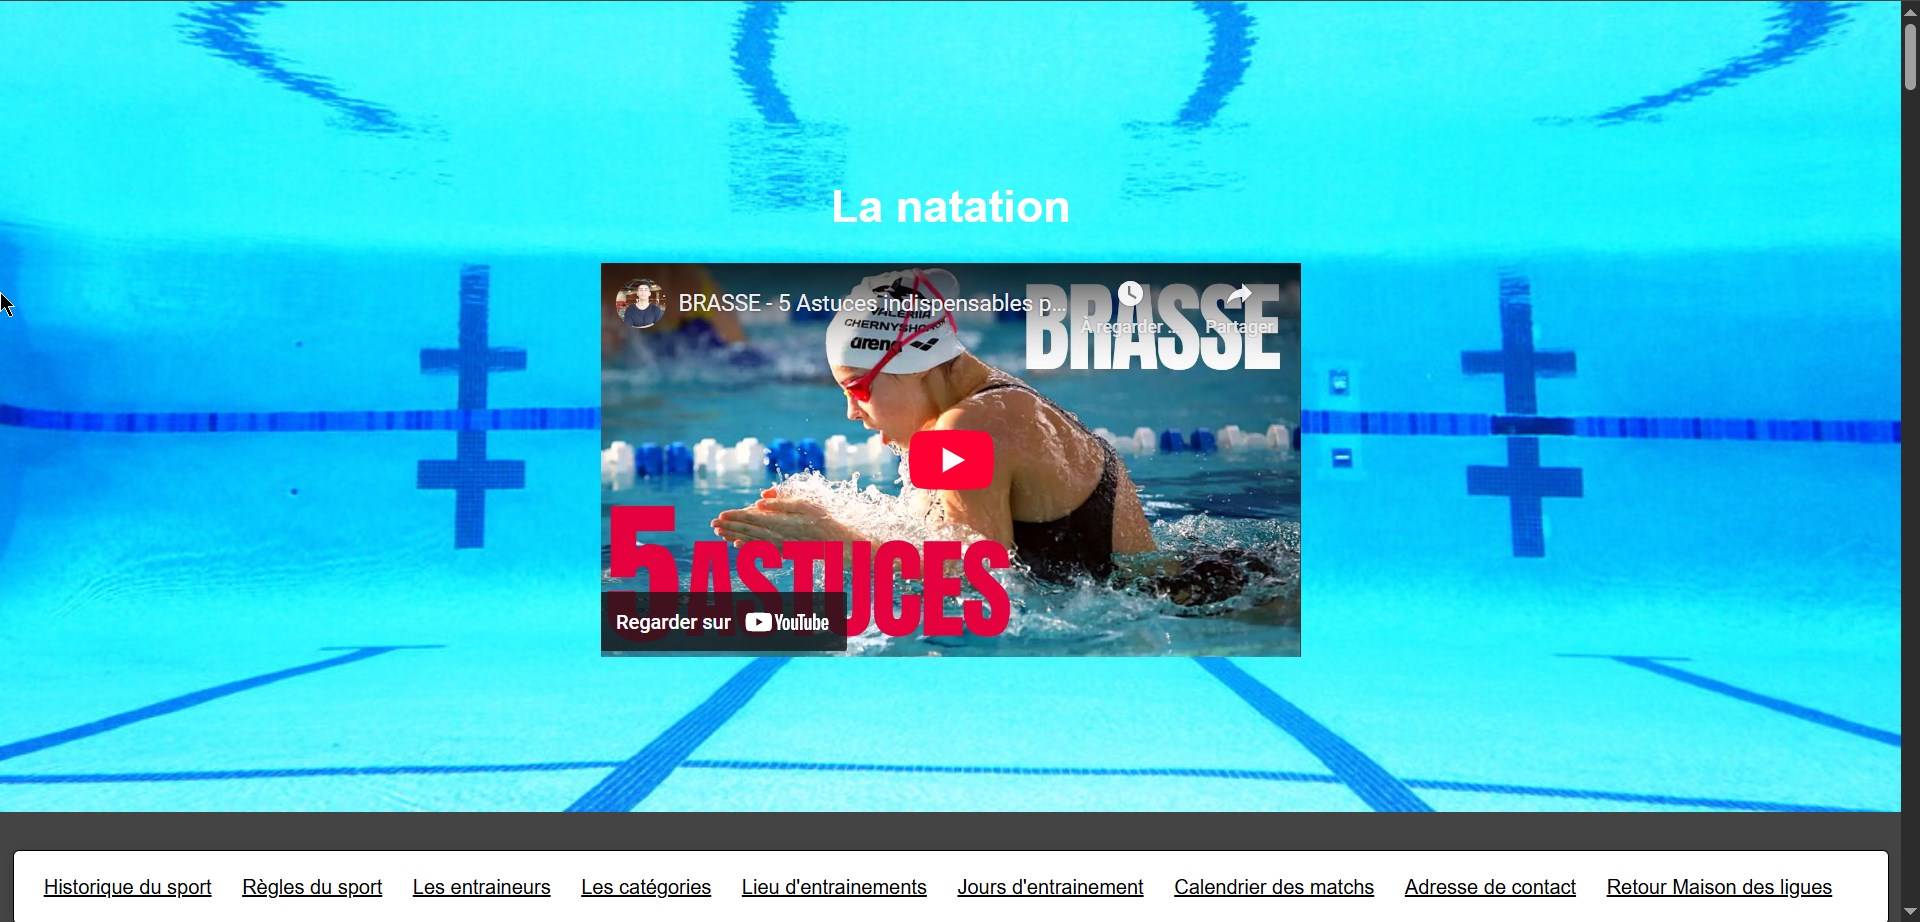 La natation
BRASSE - 5 Astuces indispensables p...
À regarder ...
Partager
BRASSE
VALERIIA
arena
5 ASTUCES
Regarder sur YouTube
Historique du sport
Règles du sport
Les entraineurs
Les catégories
Lieu d'entrainements
Jours d'entrainement
Calendrier des matchs
Adresse de contact
Retour Maison des ligues